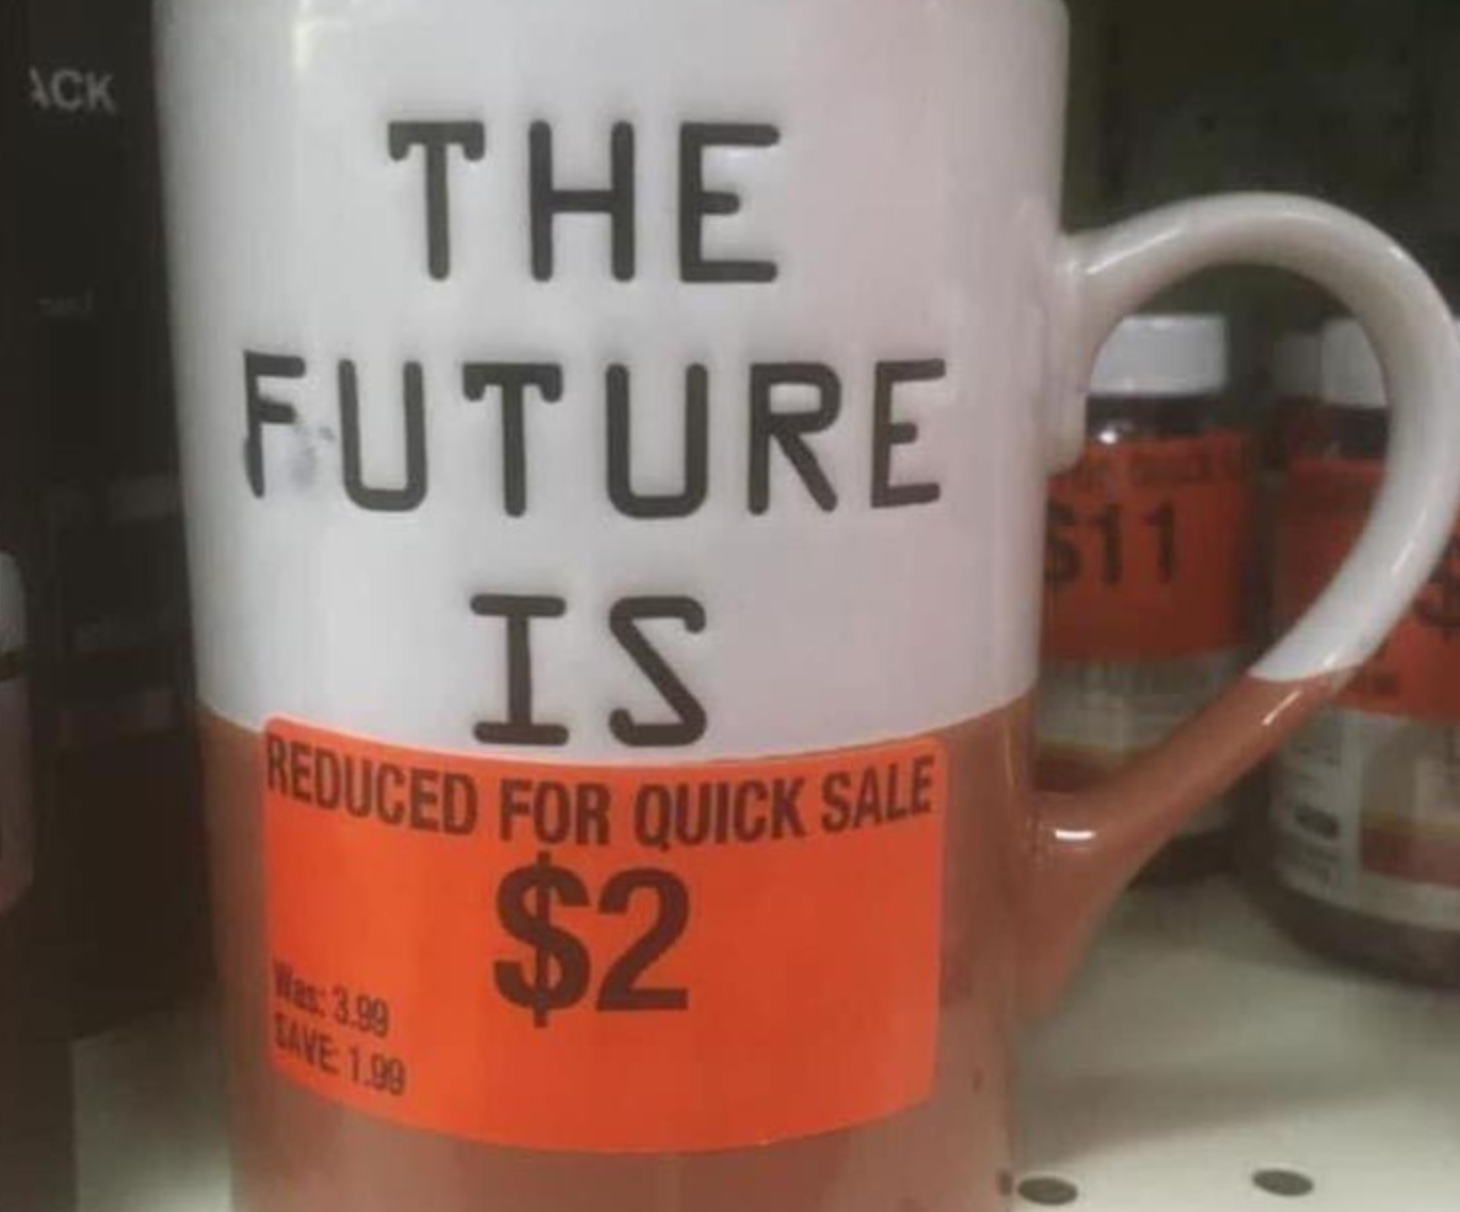 ACK
THE
FUTURE
IS
REDUCED FOR QUICK SALE
$2
Was: 3.99
SAVE: 1.99
$11
$